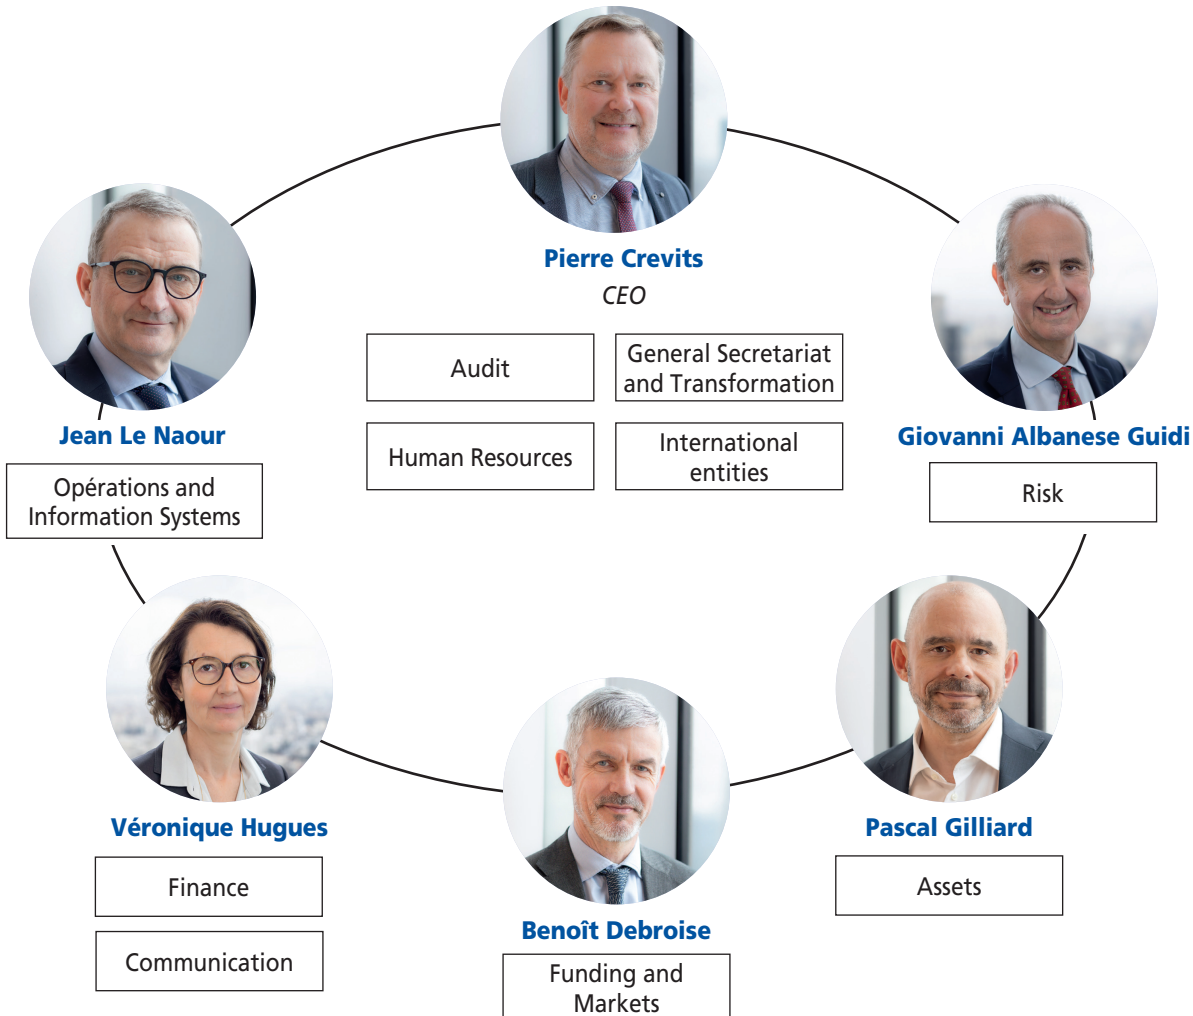 Pierre Crevits
CEO
Audit
General Secretariat
and Transformation
Human Resources
International
entities
Jean Le Naour
Opérations and
Information Systems
Giovanni Albanese Guidi
Risk
Véronique Hugues
Finance
Communication
Benoît Debroise
Funding and
Markets
Pascal Gilliard
Assets